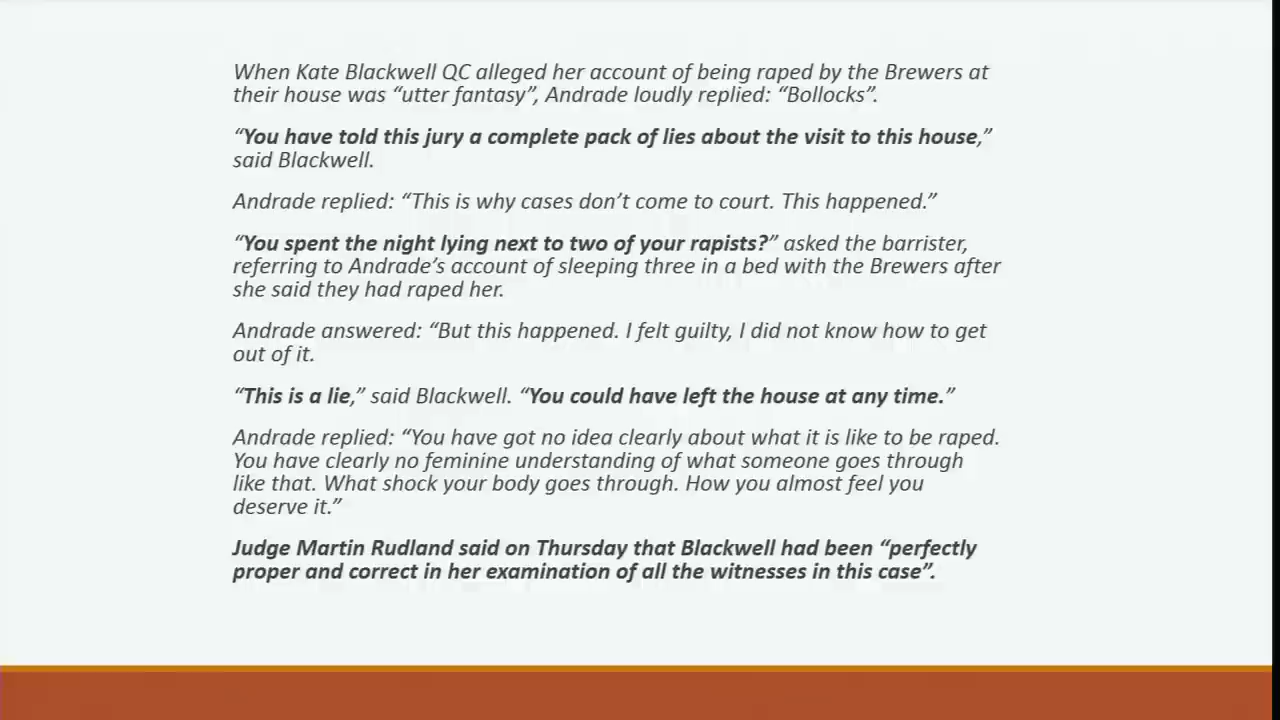 When Kate Blackwell QC alleged her account of being raped by the Brewers at
their house was “utter fantasy”, Andrade loudly replied: “Bollocks”.
“You have told this jury a complete pack of lies about the visit to this house,”
said Blackwell.
Andrade replied: “This is why cases don’t come to court. This happened.”
“You spent the night lying next to two of your rapists?” asked the barrister,
referring to Andrade’s account of sleeping three in a bed with the Brewers after
she said they had raped her.
Andrade answered: “But this happened. I felt guilty, I did not know how to get
out of it.
“This is a lie,” said Blackwell. “You could have left the house at any time.”
Andrade replied: “You have got no idea clearly about what it is like to be raped.
You have clearly no feminine understanding of what someone goes through
like that. What shock your body goes through. How you almost feel you
deserve it.”
Judge Martin Rudland said on Thursday that Blackwell had been “perfectly
proper and correct in her examination of all the witnesses in this case”.